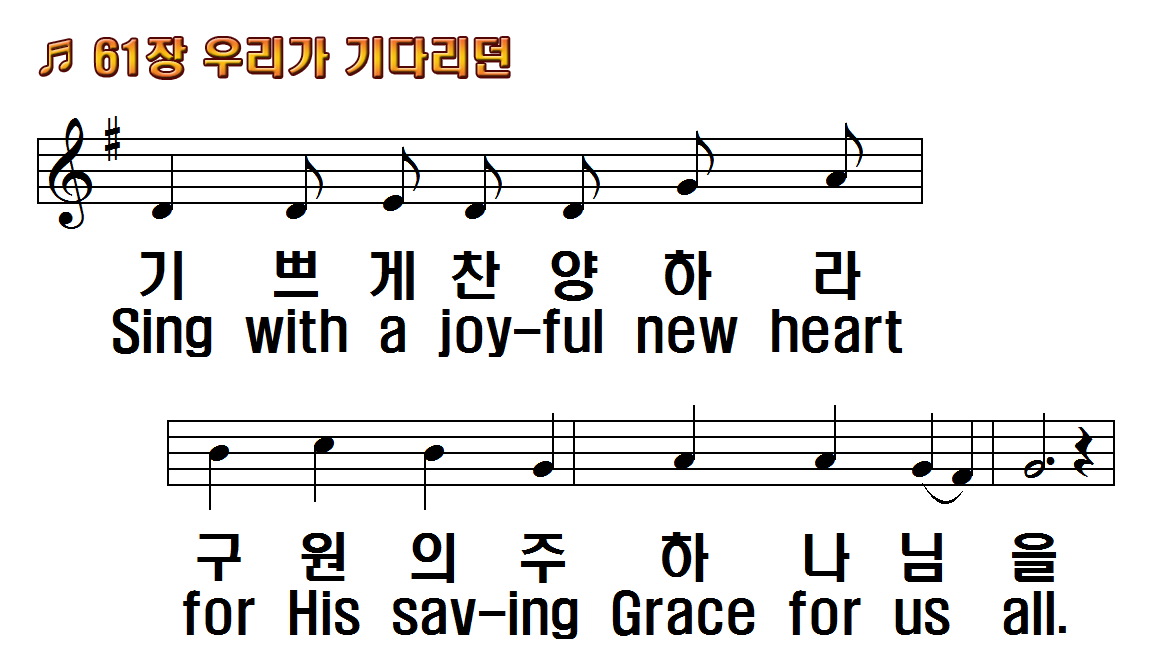 ♬ 61장 우리가 기다리던
기 쁘 게 찬 양 하 라
Sing with a joy-ful new heart
구 원 의 주 하 나 님 을
for His sav-ing Grace for us all.